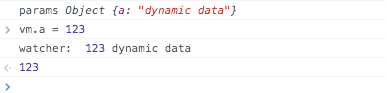 params Object {a: "dynamic data"}
> vm.a = 123
watcher:  123 dynamic data
<· 123
>